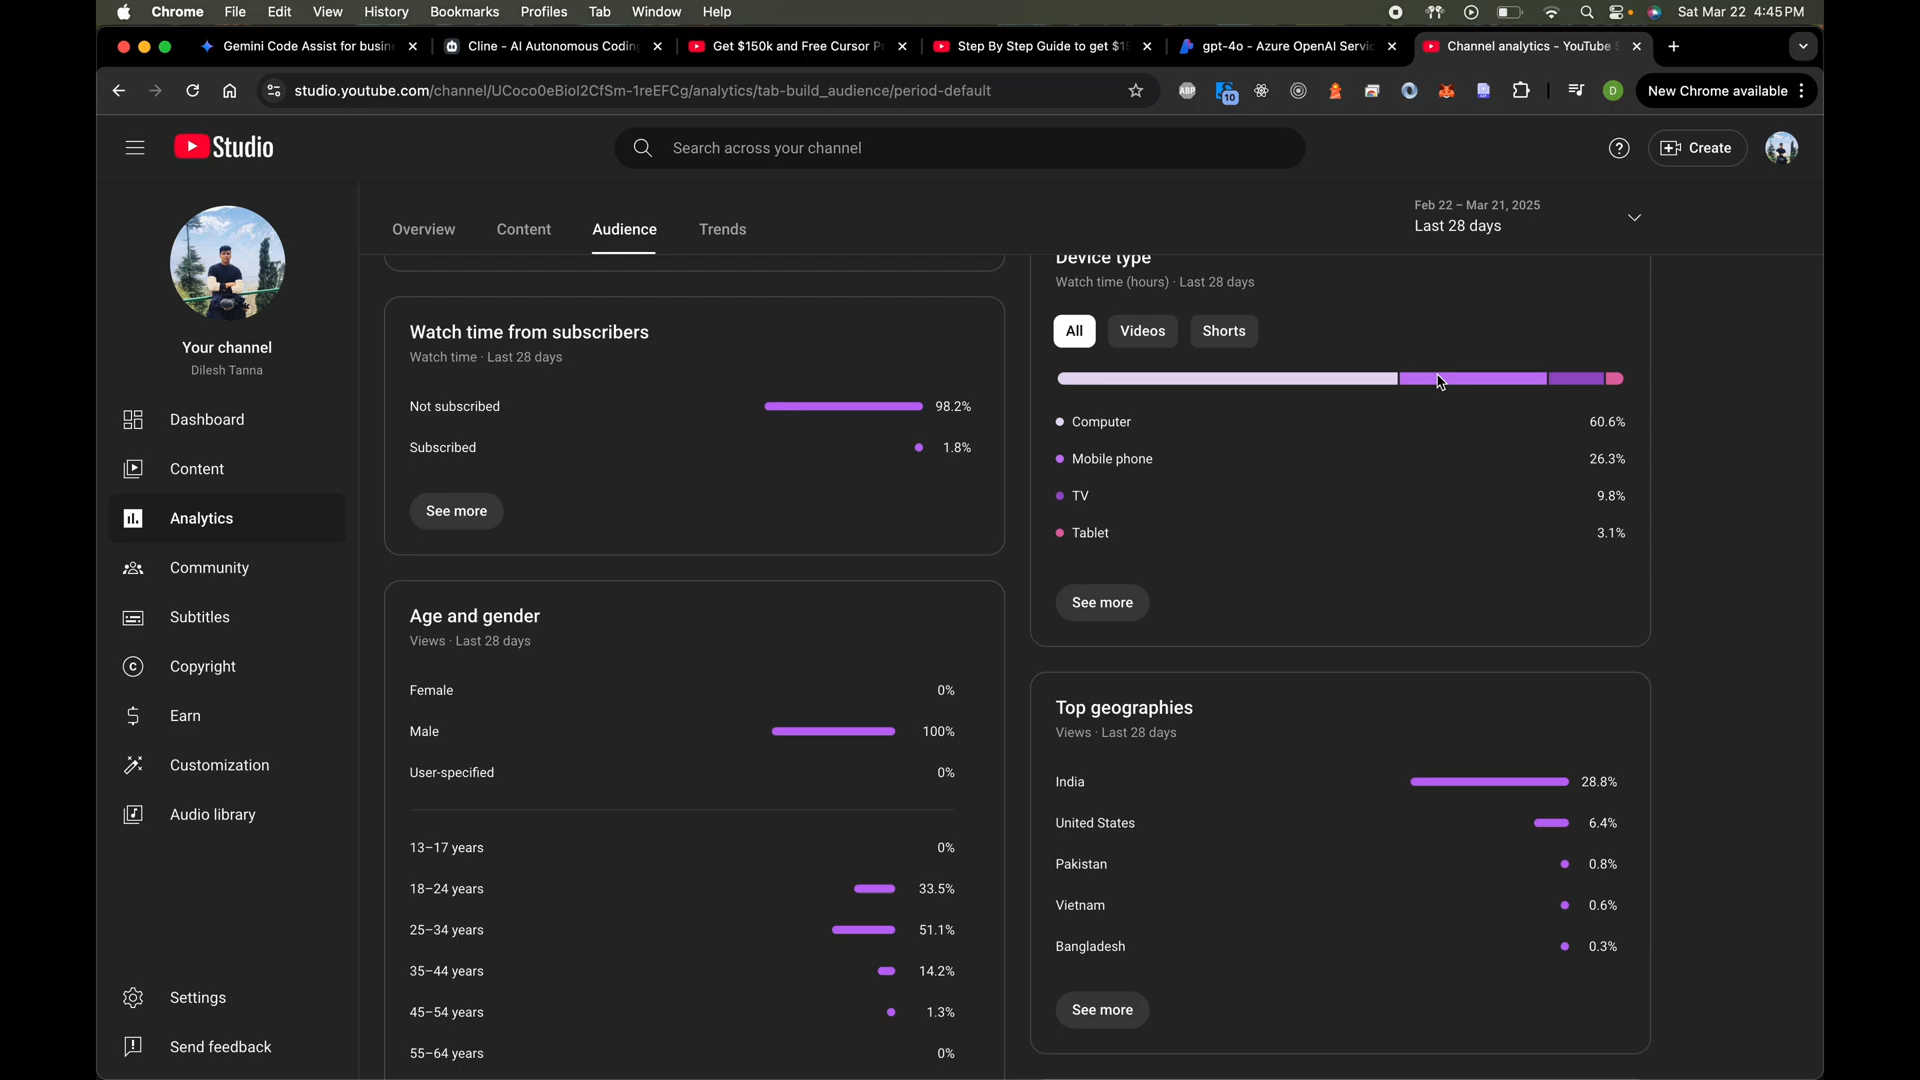 Chrome File Edit View History Bookmarks Profiles Tab Window Help
Sat Mar 22 4:45 PM
Gemini Code Assist for busin
Cline - AI Autonomous Coding
Get $150k and Free Cursor P
Step By Step Guide to get $1
gpt-4o - Azure OpenAI Servic
Channel analytics - YouTube S
studio.youtube.com/channel/UCoco0eBioI2CfSm-1reEFCg/analytics/tab-build_audience/period-default
ABP
10
D
New Chrome available
Studio
Search across your channel
Create
Your channel
Dilesh Tanna
Dashboard
Content
Analytics
Community
Subtitles
Copyright
Earn
Customization
Audio library
Settings
Send feedback
Overview Content Audience Trends
Feb 22 – Mar 21, 2025
Last 28 days
Watch time from subscribers
Watch time · Last 28 days
Not subscribed 98.2%
Subscribed 1.8%
See more
Age and gender
Views · Last 28 days
Female 0%
Male 100%
User-specified 0%
13–17 years 0%
18–24 years 33.5%
25–34 years 51.1%
35–44 years 14.2%
45–54 years 1.3%
55–64 years 0%
Device type
Watch time (hours) · Last 28 days
All Videos Shorts
Computer 60.6%
Mobile phone 26.3%
TV 9.8%
Tablet 3.1%
See more
Top geographies
Views · Last 28 days
India 28.8%
United States 6.4%
Pakistan 0.8%
Vietnam 0.6%
Bangladesh 0.3%
See more